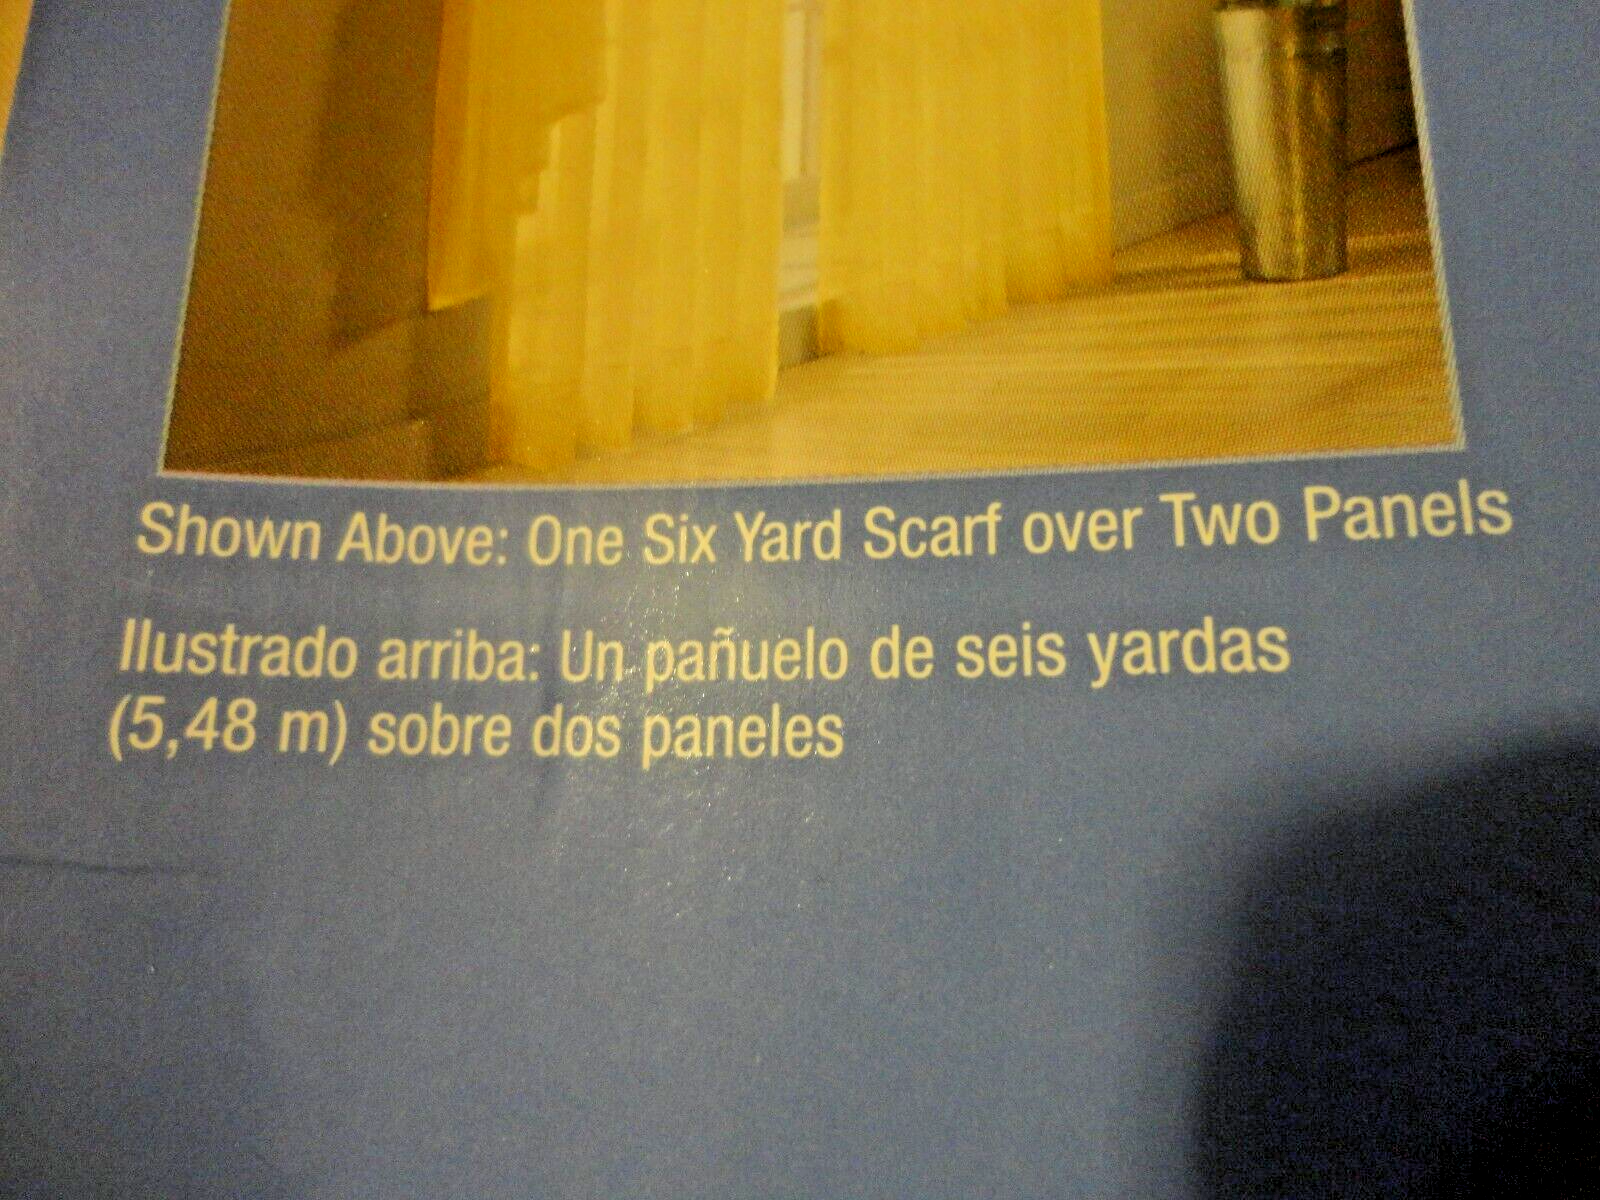 Shown Above: One Six Yard Scarf over Two Panels
Ilustrado arriba: Un pañuelo de seis yardas
(5,48 m) sobre dos paneles